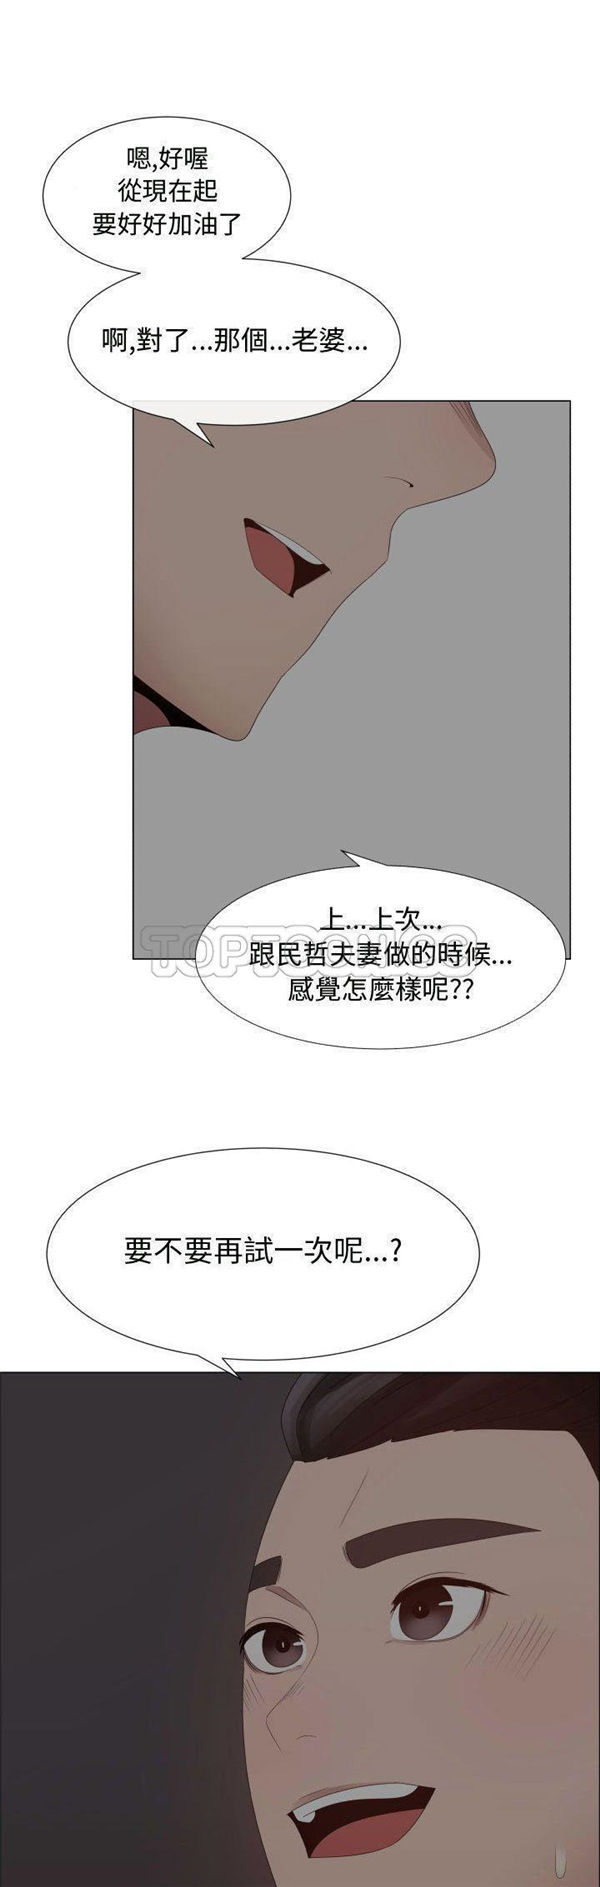 嗯,好喔
從現在起
要好好加油了
啊,對了...那個...老婆...
上...上次...
跟民哲夫妻做的時候...
感覺怎麼樣呢??
TOPTOON.CO
要不要再試一次呢...?